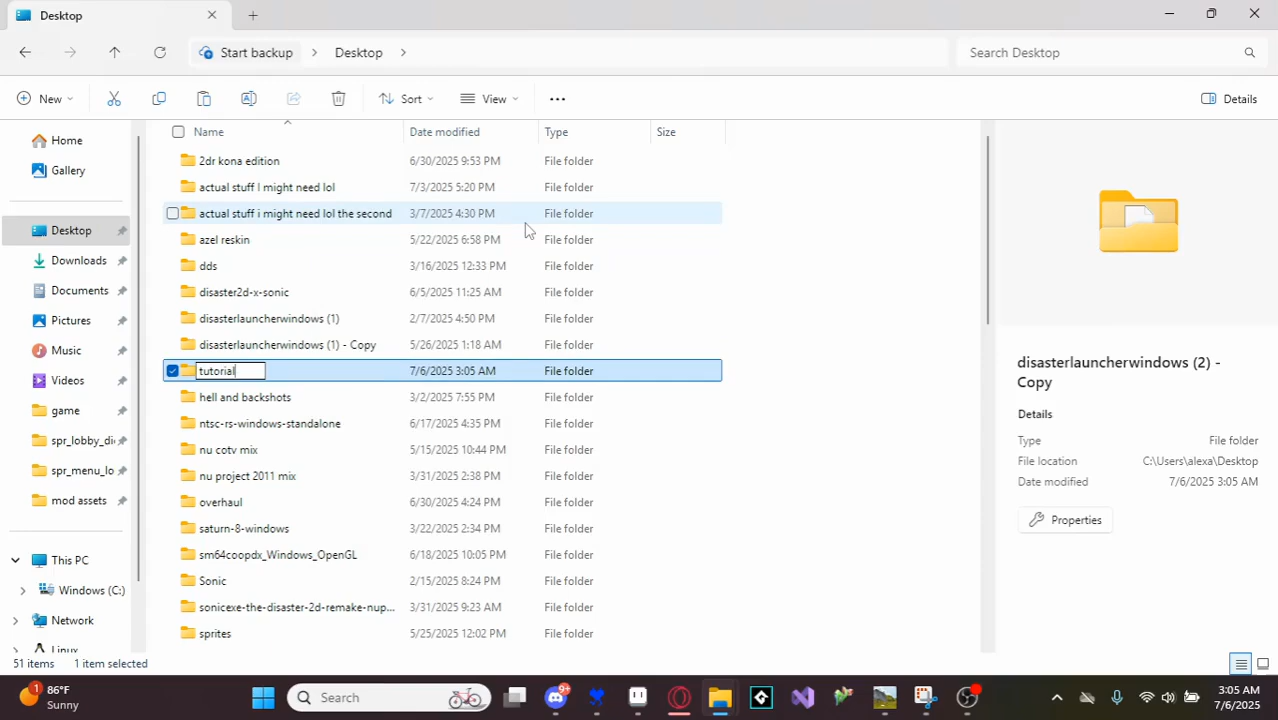 Desktop
Start backup
Desktop
Search Desktop
New
Sort
View
Details
Home
Gallery
Desktop
Downloads
Documents
Pictures
Music
Videos
game
spr_lobby_di
spr_menu_lo
mod assets
This PC
Windows (C:)
Network
Linux
Name Date modified Type Size
2dr kona edition 6/30/2025 9:53 PM File folder
actual stuff I might need lol 7/3/2025 5:20 PM File folder
actual stuff i might need lol the second 3/7/2025 4:30 PM File folder
azel reskin 5/22/2025 6:58 PM File folder
dds 3/16/2025 12:33 PM File folder
disaster2d-x-sonic 6/5/2025 11:25 AM File folder
disasterlauncherwindows (1) 2/7/2025 4:50 PM File folder
disasterlauncherwindows (1) - Copy 5/26/2025 1:18 AM File folder
tutorial 7/6/2025 3:05 AM File folder
hell and backshots 3/2/2025 7:55 PM File folder
ntsc-rs-windows-standalone 6/17/2025 4:35 PM File folder
nu cotv mix 5/15/2025 10:44 PM File folder
nu project 2011 mix 3/31/2025 2:38 PM File folder
overhaul 6/30/2025 4:24 PM File folder
saturn-8-windows 3/22/2025 2:34 PM File folder
sm64coopdx_Windows_OpenGL 6/18/2025 10:05 PM File folder
Sonic 2/15/2025 8:24 PM File folder
sonicexe-the-disaster-2d-remake-nup... 3/31/2025 9:23 AM File folder
sprites 5/25/2025 12:02 PM File folder
disasterlauncherwindows (2) -
Copy
Details
Type File folder
File location C:\Users\alexa\Desktop
Date modified 7/6/2025 3:05 AM
Properties
51 items 1 item selected
1
86°F
Sunny
Search
9+
3:05 AM
7/6/2025